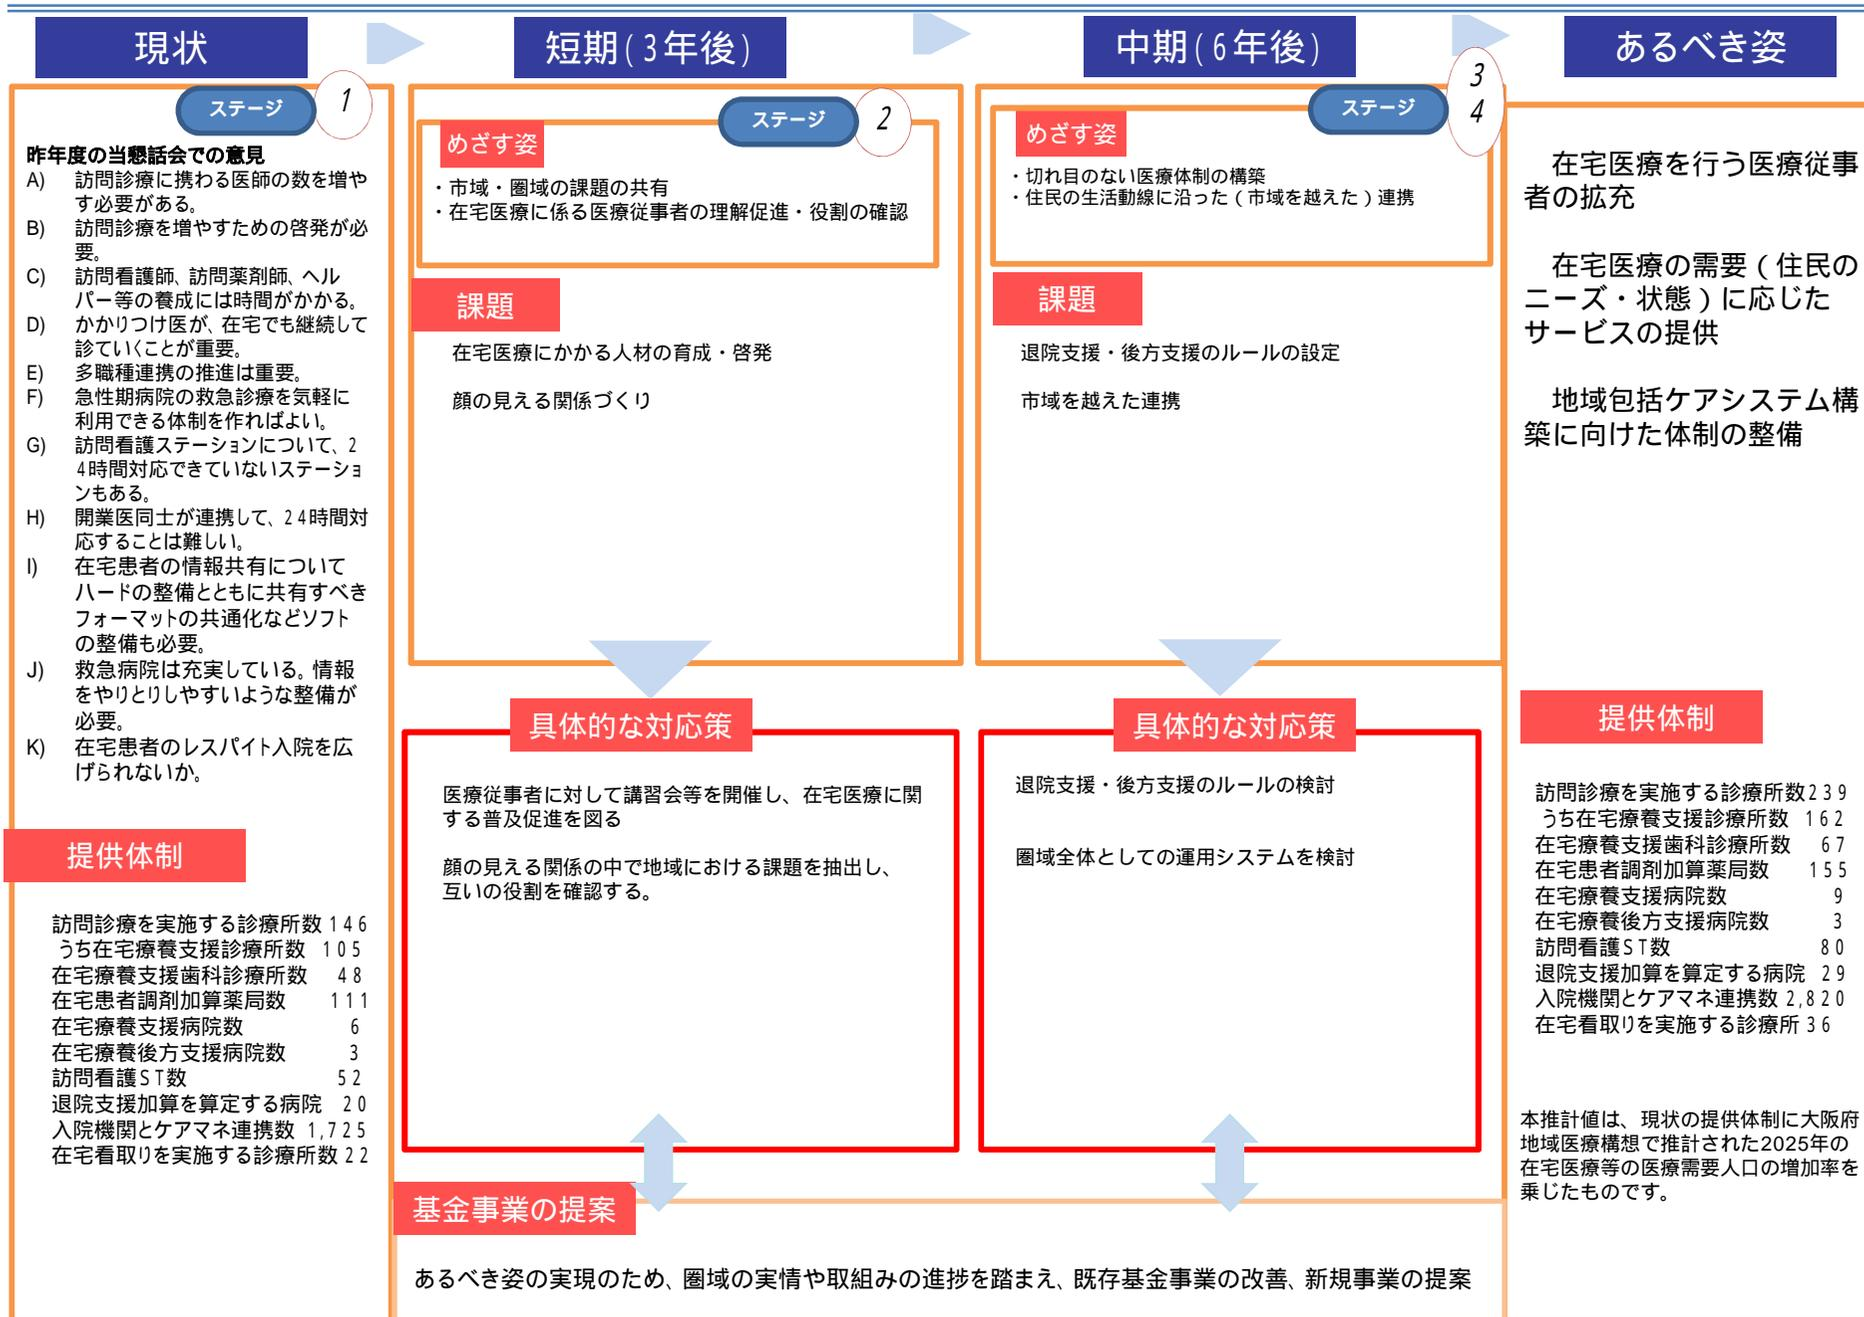 現状
短期(3年後)
中期(6年後)
あるべき姿
ステージ
1
昨年度の当懇話会での意見
A) 訪問診療に携わる医師の数を増や
す必要がある。
B) 訪問診療を増やすための啓発が必
要。
C) 訪問看護師、訪問薬剤師、ヘル
パー等の養成には時間がかかる。
D) かかりつけ医が、在宅でも継続して
診ていくことが重要。
E) 多職種連携の推進は重要。
F) 急性期病院の救急診療を気軽に
利用できる体制を作ればよい。
G) 訪問看護ステーションについて、2
4時間対応できていないステーショ
ンもある。
H) 開業医同士が連携して、24時間対
応することは難しい。
I) 在宅患者の情報共有について
ハードの整備とともに共有すべき
フォーマットの共通化などソフト
の整備も必要。
J) 救急病院は充実している。情報
をやりとりしやすいような整備が
必要。
K) 在宅患者のレスパイト入院を広
げられないか。
提供体制
訪問診療を実施する診療所数 146
うち在宅療養支援診療所数 105
在宅療養支援歯科診療所数 48
在宅患者調剤加算薬局数 111
在宅療養支援病院数 6
在宅療養後方支援病院数 3
訪問看護ST数 52
退院支援加算を算定する病院 20
入院機関とケアマネ連携数 1,725
在宅看取りを実施する診療所数 22
ステージ
2
めざす姿
・市域・圏域の課題の共有
・在宅医療に係る医療従事者の理解促進・役割の確認
課題
在宅医療にかかる人材の育成・啓発
顔の見える関係づくり
具体的な対応策
医療従事者に対して講習会等を開催し、在宅医療に関
する普及促進を図る
顔の見える関係の中で地域における課題を抽出し、
互いの役割を確認する。
ステージ
3
4
めざす姿
・切れ目のない医療体制の構築
・住民の生活動線に沿った（市域を越えた）連携
課題
退院支援・後方支援のルールの設定
市域を越えた連携
具体的な対応策
退院支援・後方支援のルールの検討
圏域全体としての運用システムを検討
基金事業の提案
あるべき姿の実現のため、圏域の実情や取組みの進捗を踏まえ、既存基金事業の改善、新規事業の提案
在宅医療を行う医療従事
者の拡充
在宅医療の需要（住民の
ニーズ・状態）に応じた
サービスの提供
地域包括ケアシステム構
築に向けた体制の整備
提供体制
訪問診療を実施する診療所数 239
うち在宅療養支援診療所数 162
在宅療養支援歯科診療所数 67
在宅患者調剤加算薬局数 155
在宅療養支援病院数 9
在宅療養後方支援病院数 3
訪問看護ST数 80
退院支援加算を算定する病院 29
入院機関とケアマネ連携数 2,820
在宅看取りを実施する診療所 36
本推計値は、現状の提供体制に大阪府
地域医療構想で推計された2025年の
在宅医療等の医療需要人口の増加率を
乗じたものです。